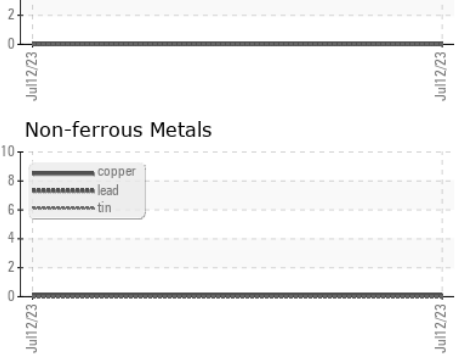 2
0
Jul12/23
Jul12/23
Non-ferrous Metals
10
copper
8
lead
6
tin
4
2
0
Jul12/23
Jul12/23